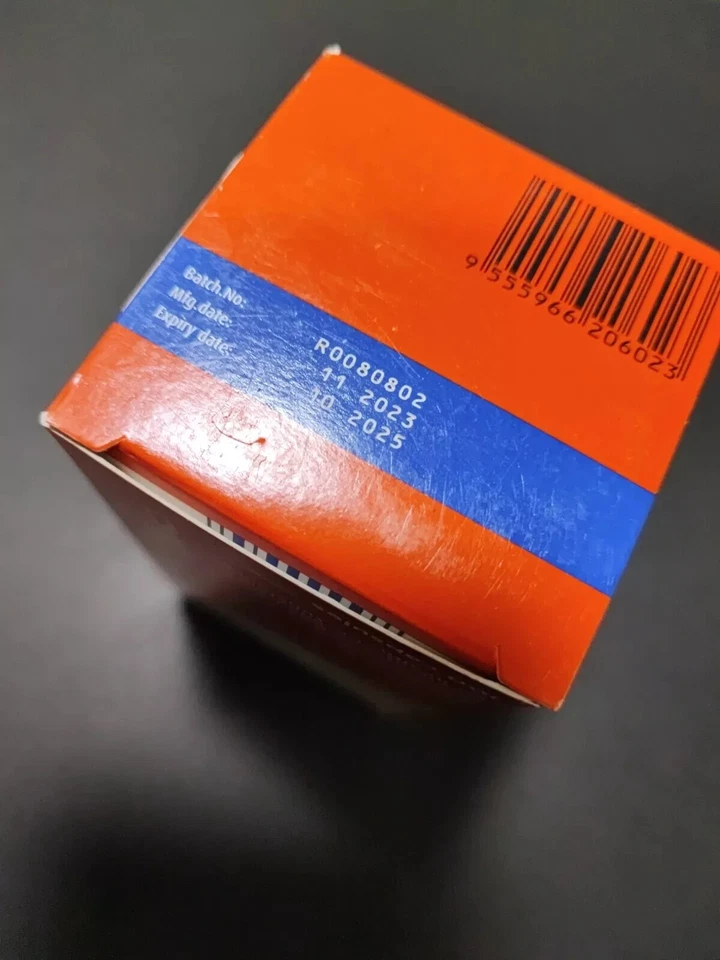 9 555966 206023
Batch.No: R0080802
Mfg.date: 11 2023
Expiry date: 10 2025